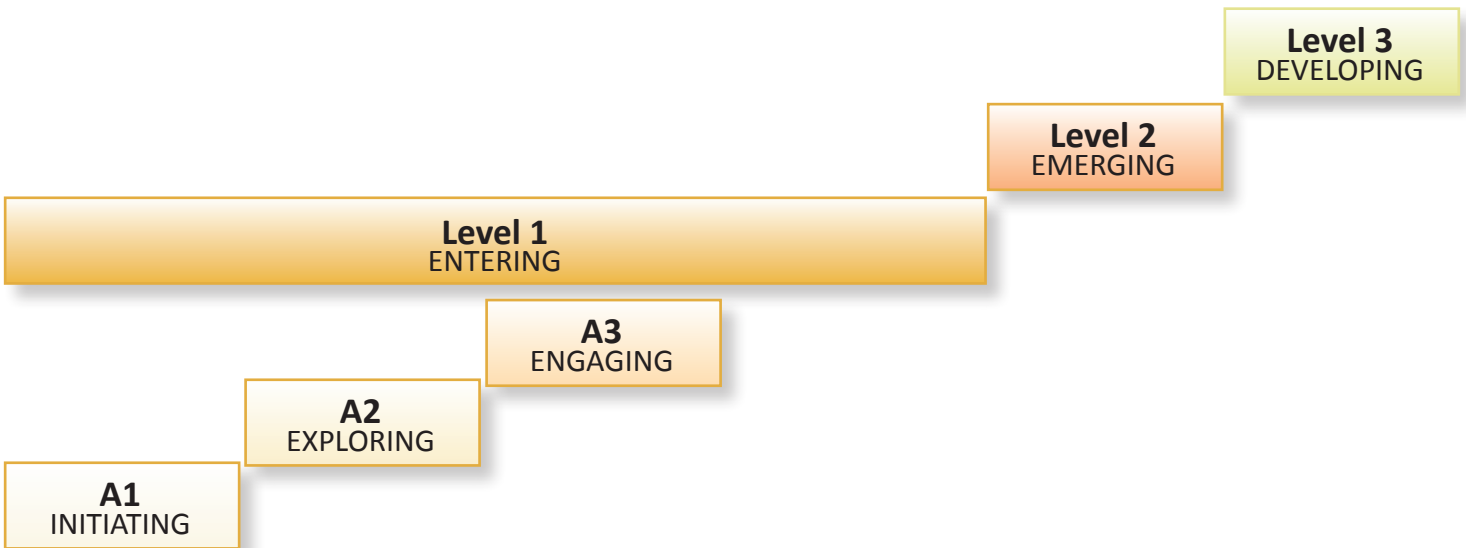 Level 3
DEVELOPING
Level 2
EMERGING
Level 1
ENTERING
A3
ENGAGING
A2
EXPLORING
A1
INITIATING